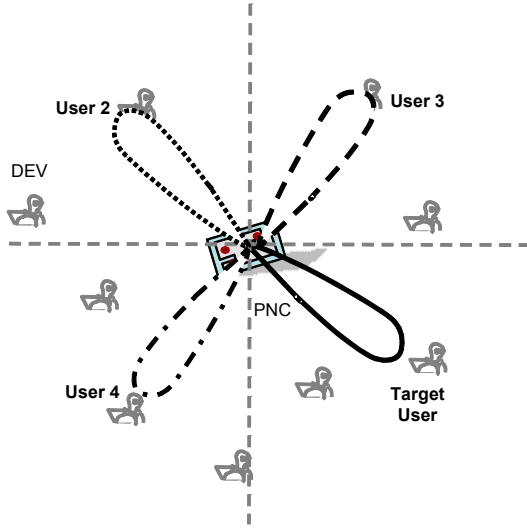 User 2
User 3
DEV
PNC
User 4
Target
User